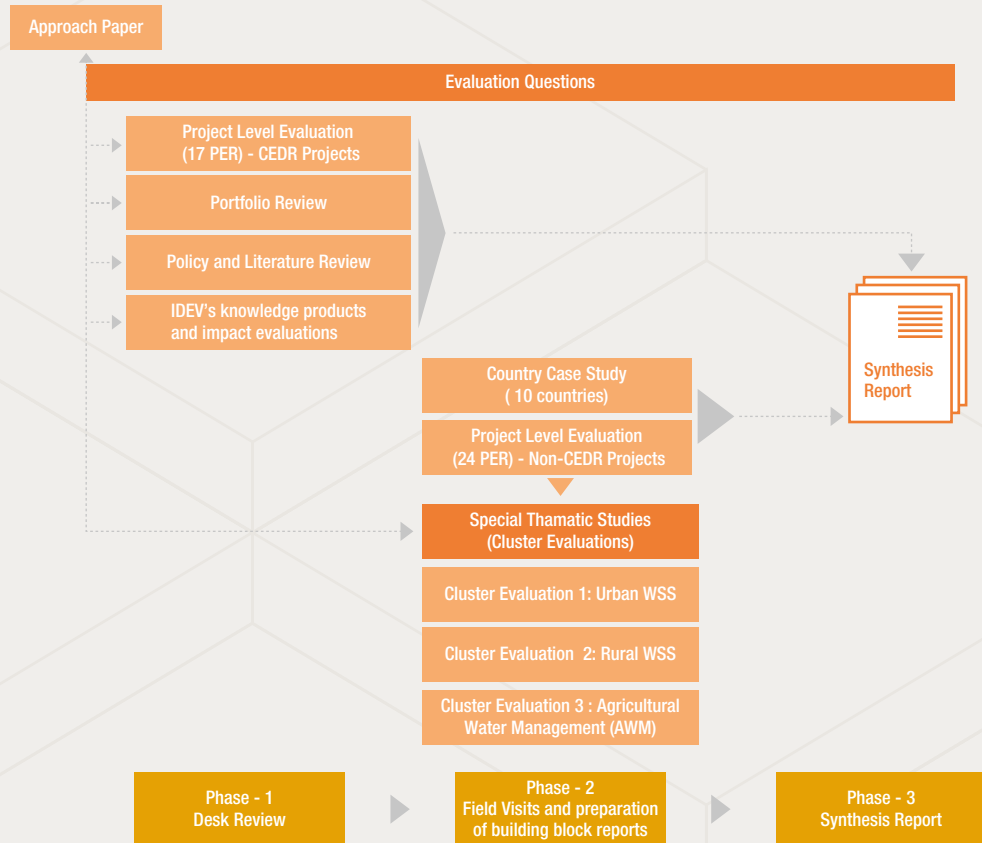 Approach Paper
Evaluation Questions
Project Level Evaluation
(17 PER) - CEDR Projects
Portfolio Review
Policy and Literature Review
IDEV's knowledge products
and impact evaluations
Country Case Study
( 10 countries)
Project Level Evaluation
(24 PER) - Non-CEDR Projects
Synthesis
Report
Special Thamatic Studies
(Cluster Evaluations)
Cluster Evaluation 1: Urban WSS
Cluster Evaluation  2: Rural WSS
Cluster Evaluation 3 : Agricultural
Water Management (AWM)
Phase - 1
Desk Review
Phase - 2
Field Visits and preparation
of building block reports
Phase - 3
Synthesis Report